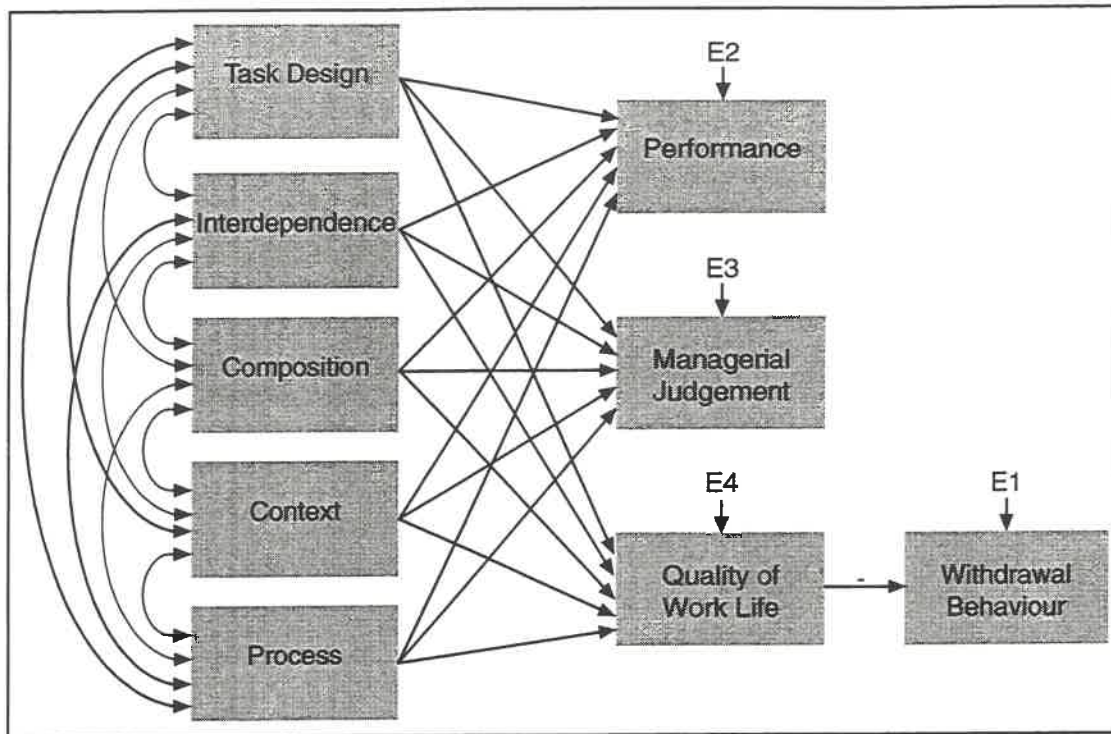 Task Design
Interdependence
Composition
Context
Process
E2
Performance
E3
Managerial
Judgement
E4
Quality of
Work Life
-
E1
Withdrawal
Behaviour